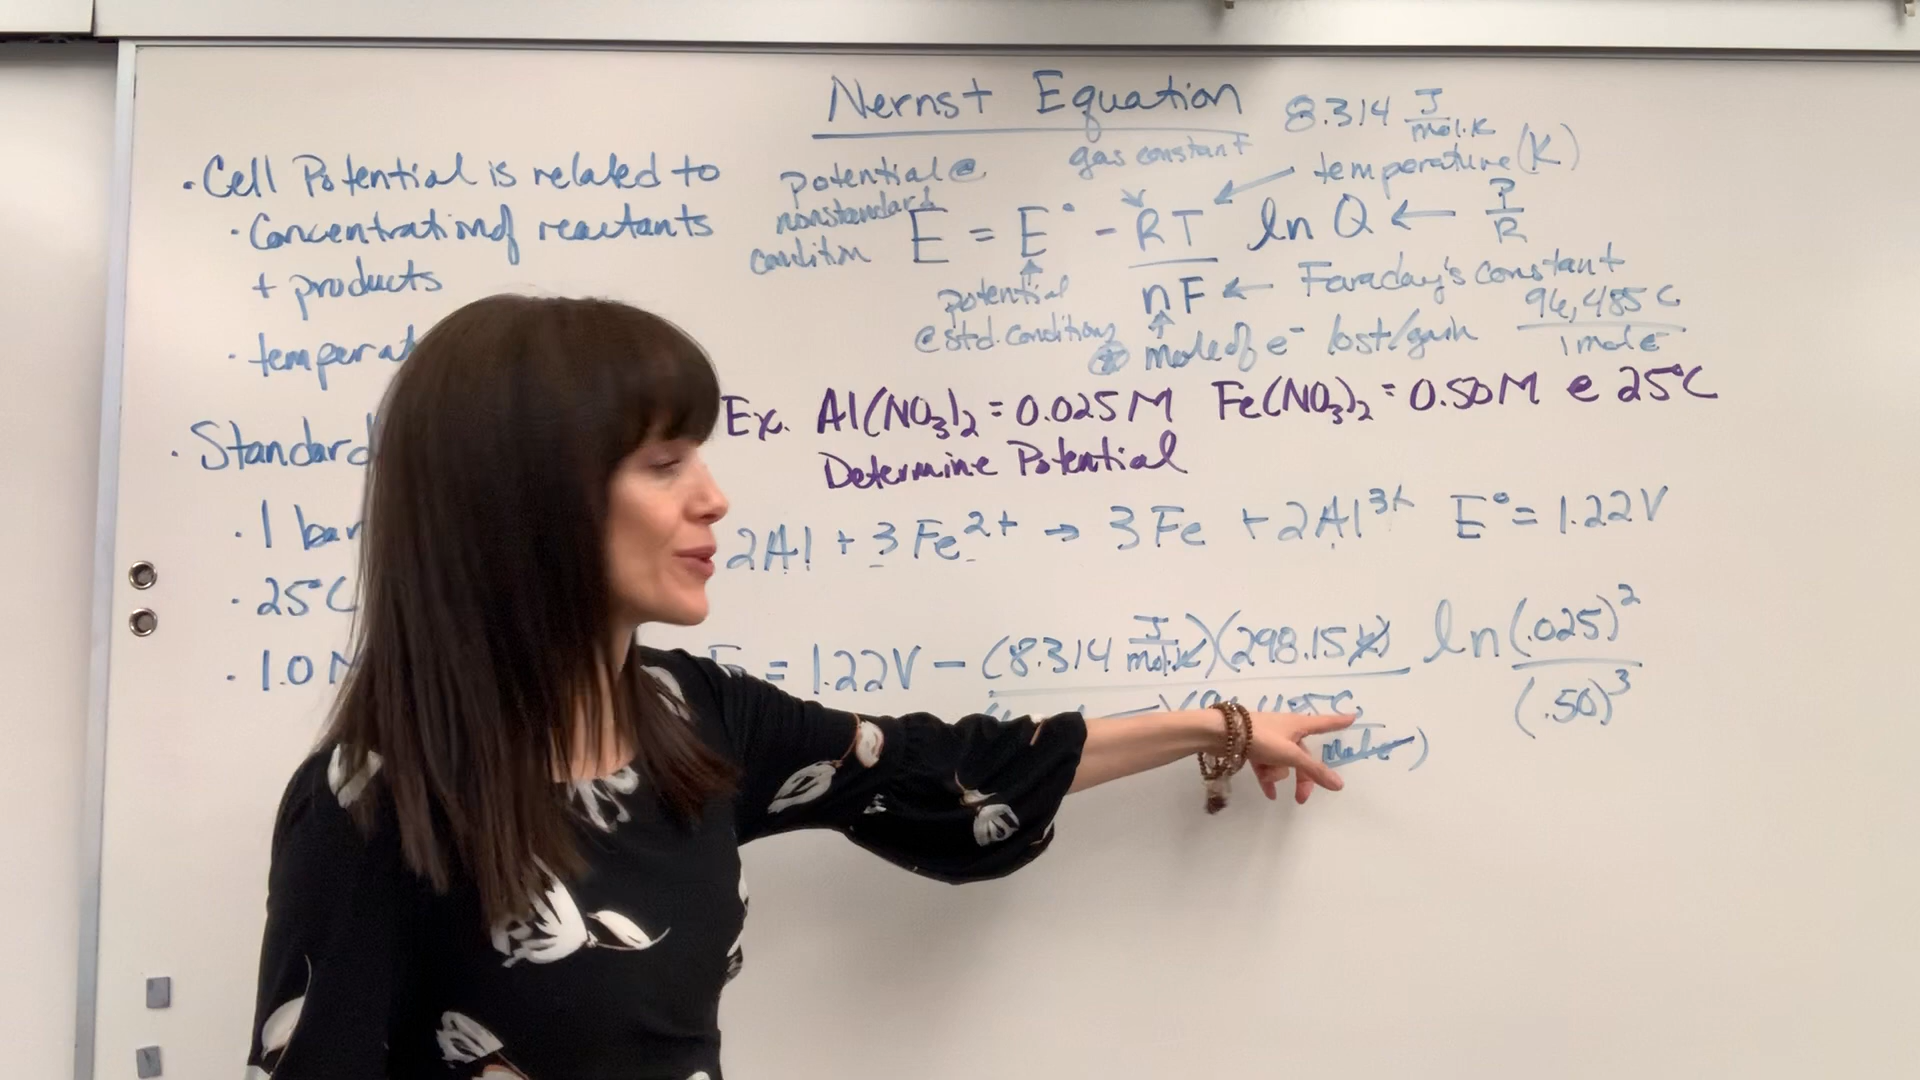 Nernst Equation
8.314 J/mol·K
gas constant
temperature (K)
potential @
nonstandard
condition
E = E° - RT/nF ln Q ← P/R
potential
@ std. conditions
← Faraday's constant
96,485 C/1 mol e-
mole of e- lost/gain
• Cell Potential is related to
• Concentration of reactants
+ products
• temperat
• Standard
• 1 bar
• 25°C
• 1.0 M
Ex. Al(NO3)2 = 0.025 M Fe(NO3)2 = 0.50 M @ 25°C
Determine Potential
2Al + 3Fe2+ → 3Fe + 2Al3+ E° = 1.22V
= 1.22V - (8.314 J/mol·K)(298.15 K) ln (.025)^2/(.50)^3
mol e-)